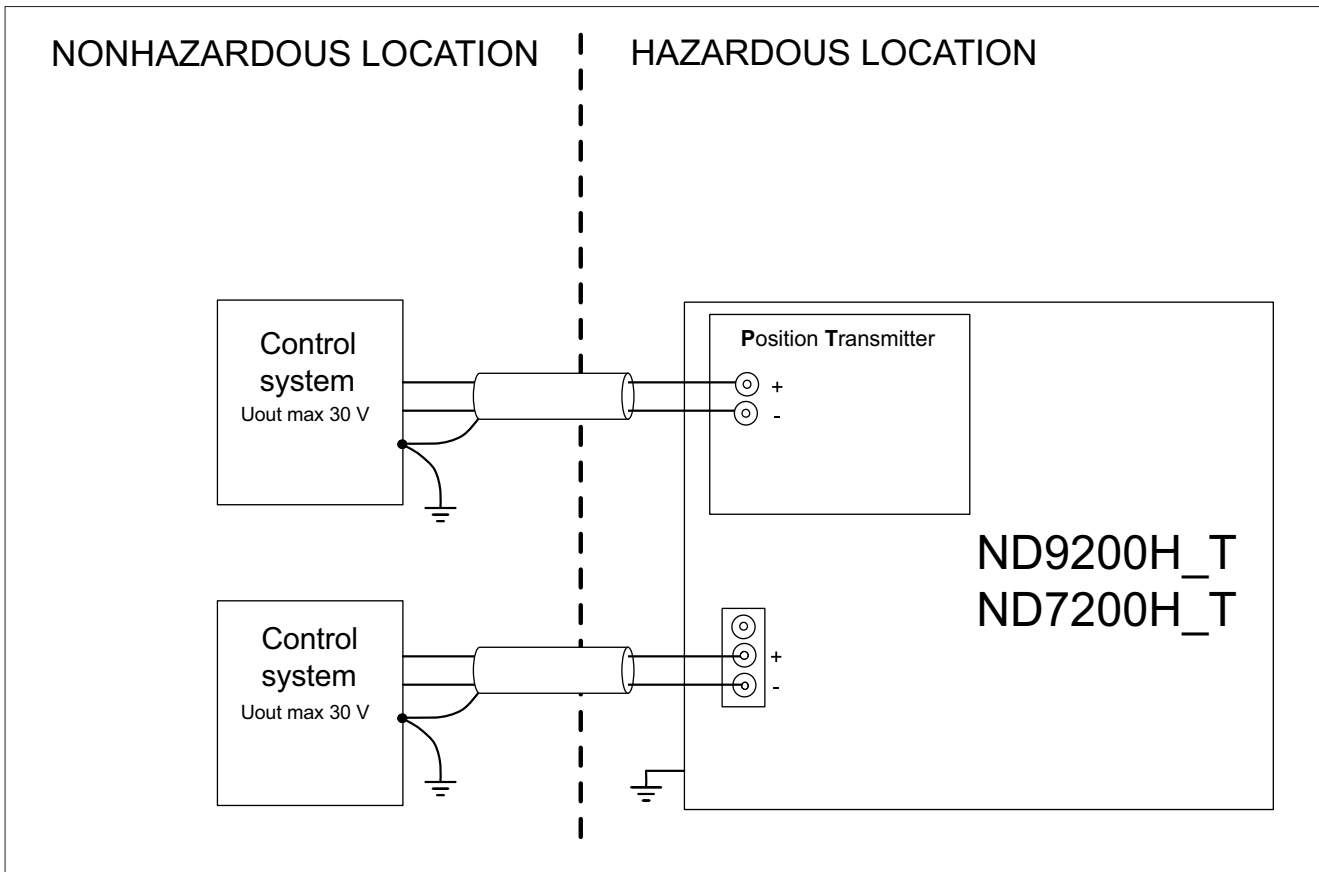 NONHAZARDOUS LOCATION
HAZARDOUS LOCATION
Control
system
Uout max 30 V
Position Transmitter
+
-
ND9200H_T
ND7200H_T
Control
system
Uout max 30 V
+
-